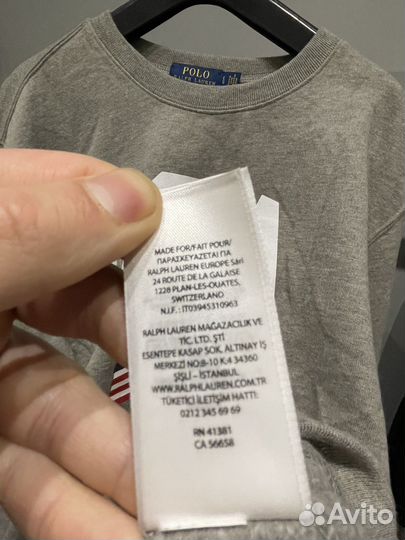 POLO
RALPH LAUREN
MADE FOR/FAIT POUR/
ΠΑΡΑΣΚΕΥΑΖΕΤΑΙ ΓΙΑ
RALPH LAUREN EUROPE Sàrl
24 ROUTE DE LA GALAISE
1228 PLAN-LES-OUATES,
SWITZERLAND
N.I.F. : IT03945310963
RALPH LAUREN MAĞAZACILIK VE
TİC. LTD. ŞTİ
ESENTEPE KASAP SOK. ALTINAY İŞ
MERKEZİ NO:8-10 K:4 34360
ŞİŞLİ - İSTANBUL
WWW.RALPHLAUREN.COM.TR
TÜKETİCİ İLETİŞİM HATTI:
0212 345 69 69
RN 41381
CA 56658
Avito